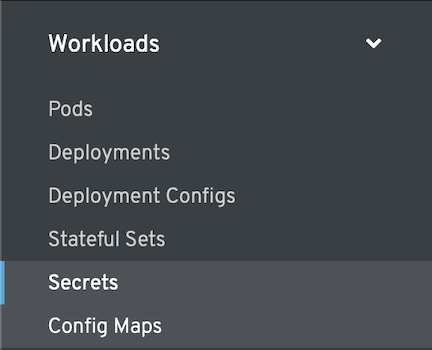 Workloads
Pods
Deployments
Deployment Configs
Stateful Sets
Secrets
Config Maps